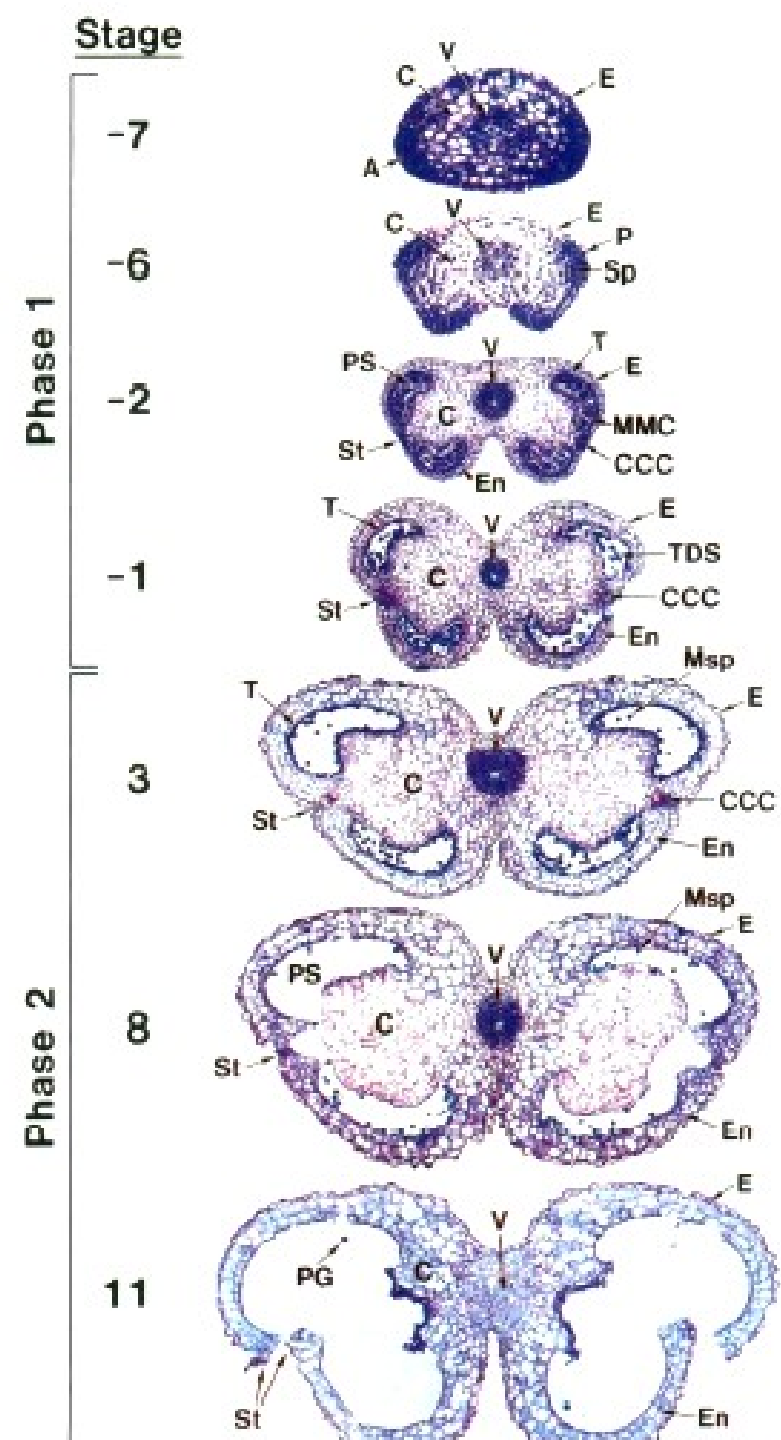 Stage
Phase 1
-7
V
C
E
A
-6
V
C
E
P
Sp
-2
V
T
PS
E
C
MMC
St
CCC
En
-1
T
V
E
TDS
C
St
CCC
En
Phase 2
3
Msp
T
V
E
C
St
CCC
En
8
Msp
V
E
PS
C
St
En
11
E
V
PG
C
St
En